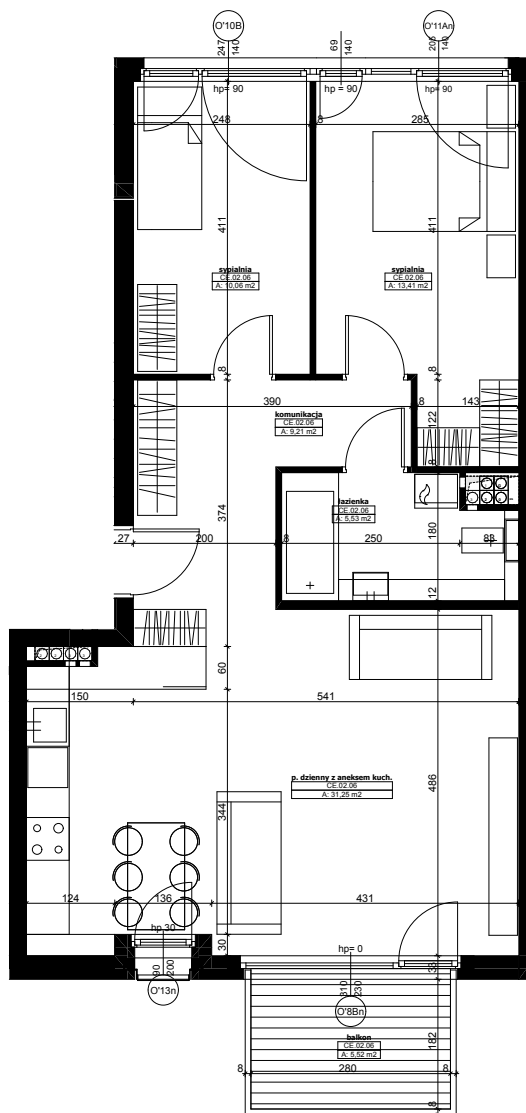 O'10B
O'11An
247
140
69
140
205
140
hp= 90
hp = 90
hp= 90
248
8
285
411
411
sypialnia
CE.02.06
A: 10,06 m2
sypialnia
CE.02.06
A: 13,41 m2
8
8
390
8
143
komunikacja
CE.02.06
A: 9,21 m2
122
8
łazienka
CE.02.06
A: 5,53 m2
374
180
27
200
8
250
83
12
60
150
541
p. dzienny z aneksem kuch.
CE.02.06
A: 31,25 m2
344
486
124
136
431
hp 30
30
hp= 0
90
200
O'13n
310
230
O'8Bn
38
balkon
CE.02.06
A: 5,52 m2
182
8
280
8
8